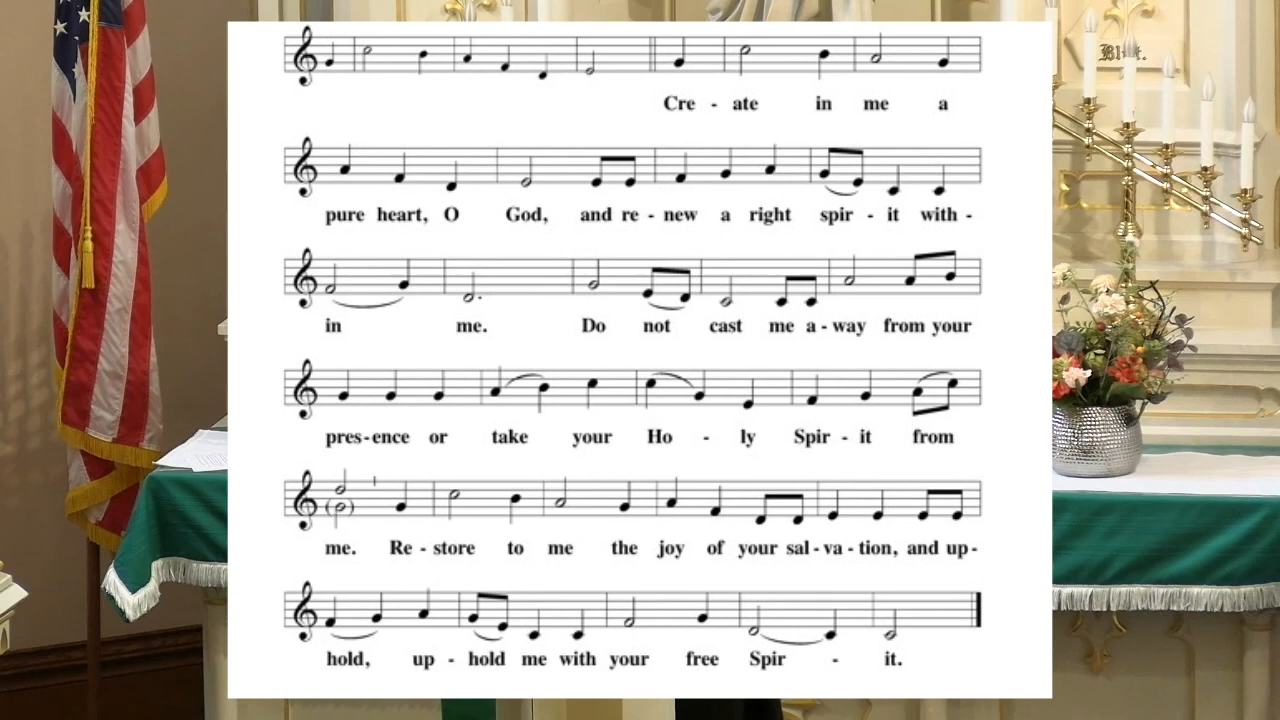 Cre - ate in me a
pure heart, O God, and re - new a right spir - it with -
in me. Do not cast me a - way from your
pres - ence or take your Ho - ly Spir - it from
me. Re - store to me the joy of your sal - va - tion, and up -
hold, up - hold me with your free Spir - it.